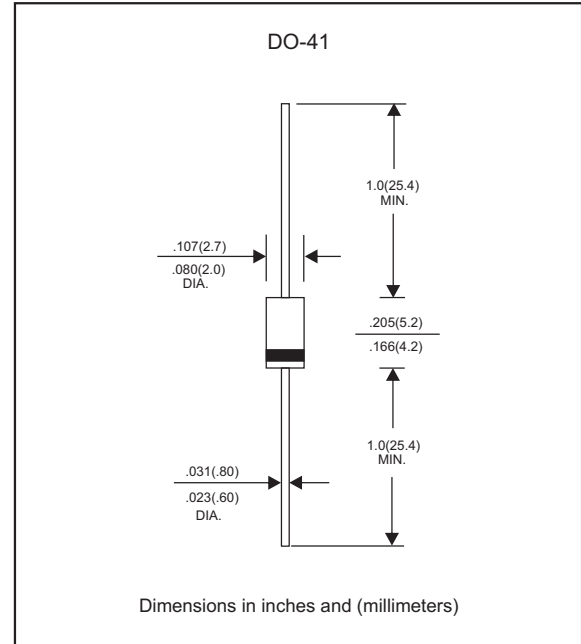 DO-41
1.0(25.4)
MIN.
.107(2.7)
.080(2.0)
DIA.
.205(5.2)
.166(4.2)
1.0(25.4)
MIN.
.031(.80)
.023(.60)
DIA.
Dimensions in inches and (millimeters)